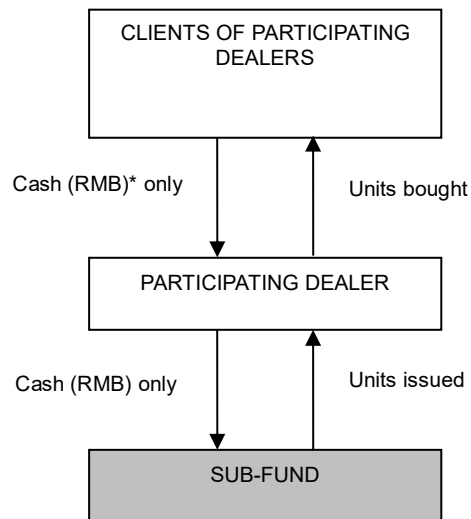 CLIENTS OF PARTICIPATING
DEALERS
Cash (RMB)* only
Units bought
PARTICIPATING DEALER
Cash (RMB) only
Units issued
SUB-FUND